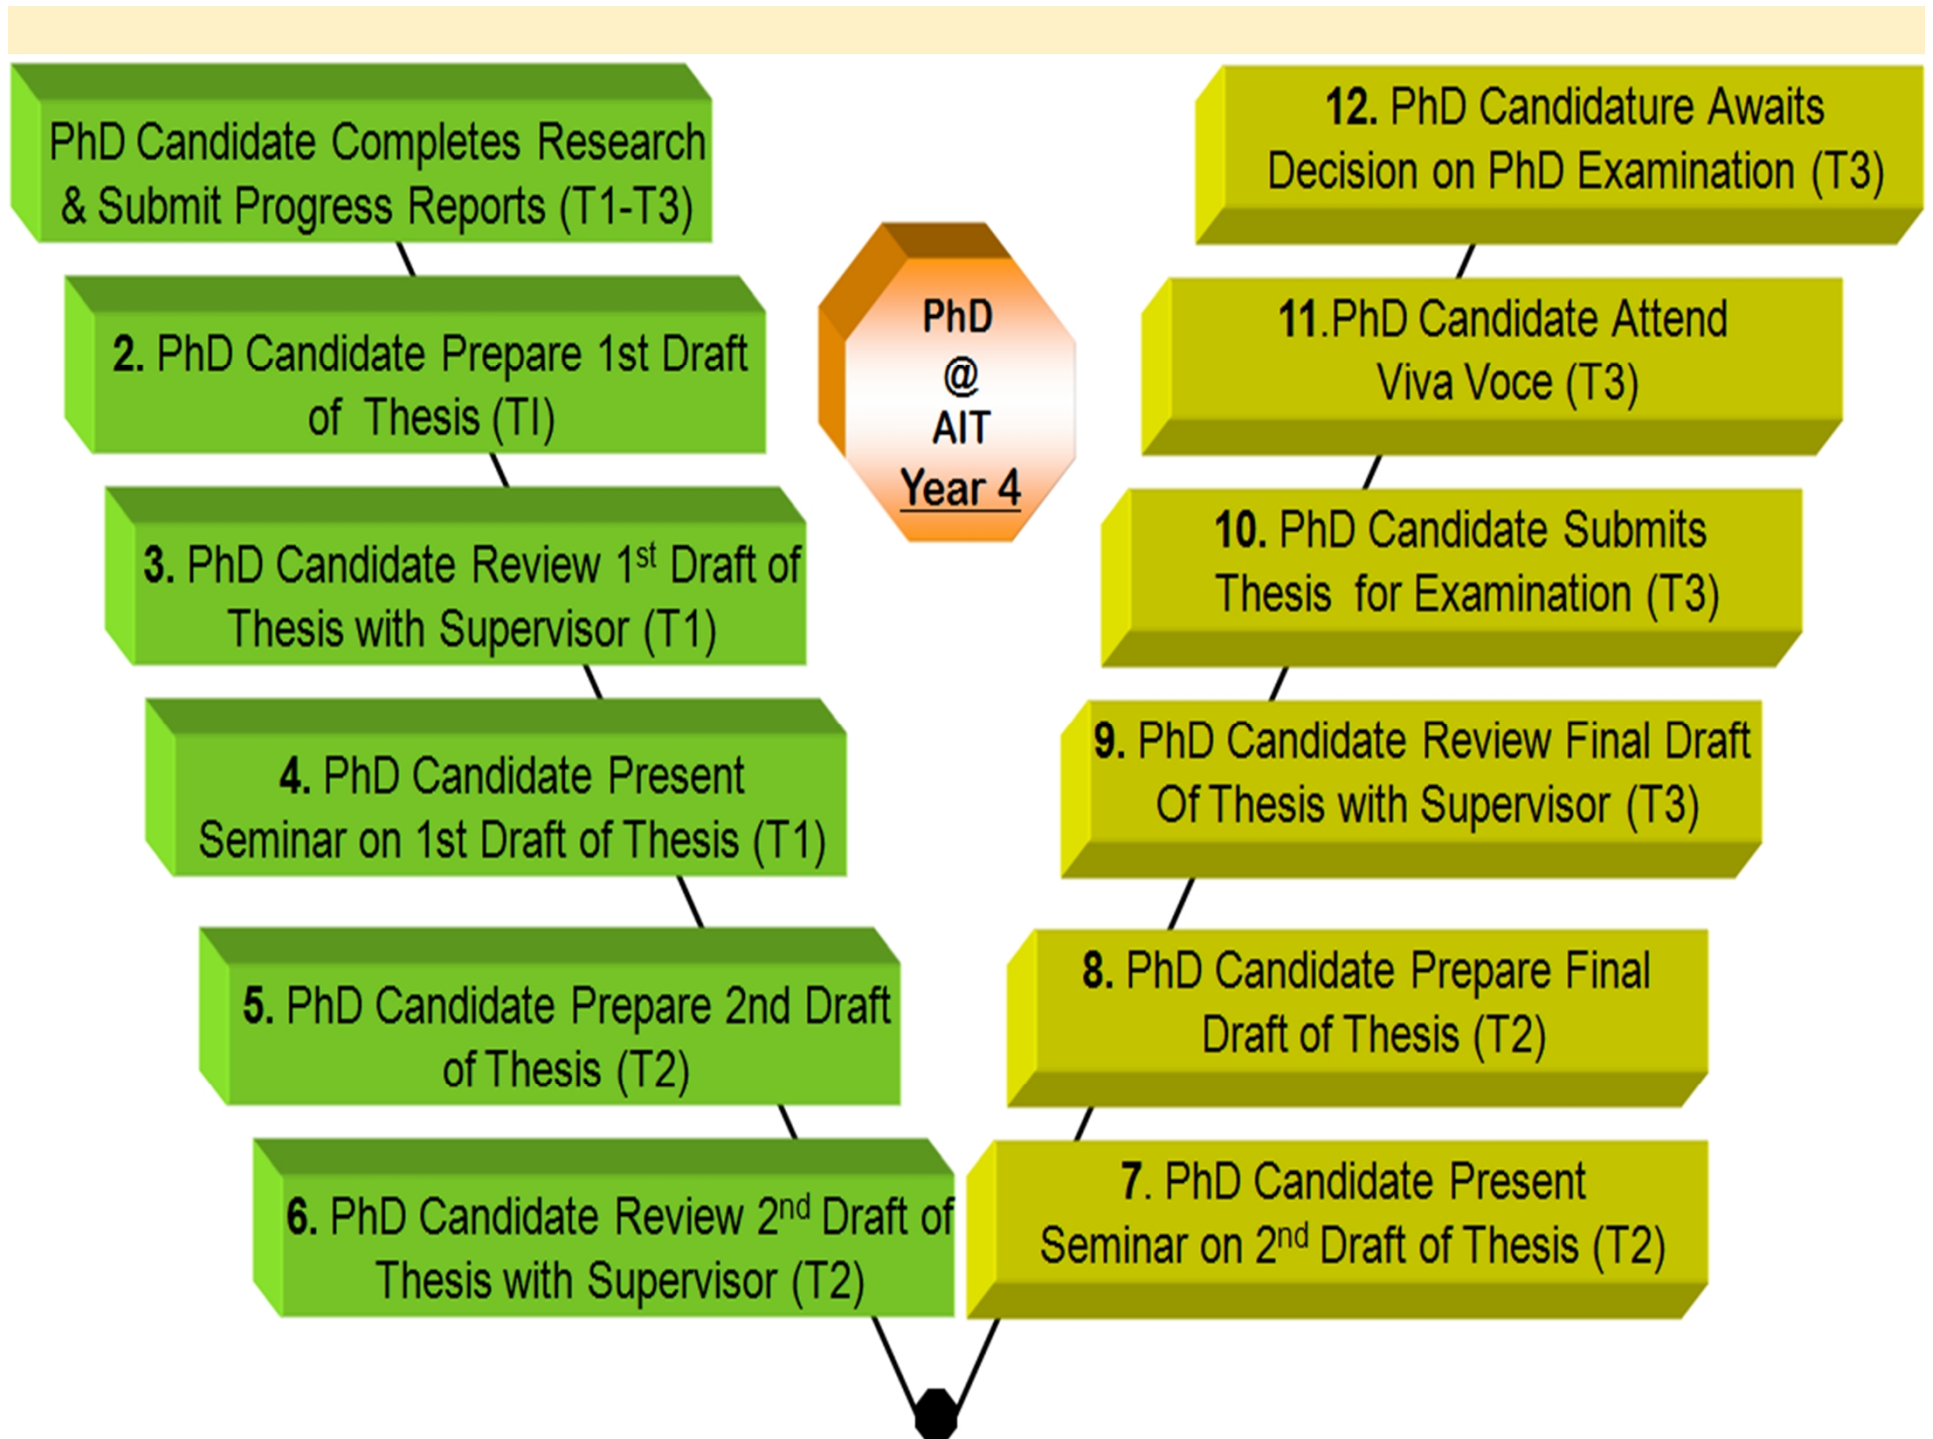 PhD Candidate Completes Research
& Submit Progress Reports (T1-T3)
2. PhD Candidate Prepare 1st Draft
of Thesis (TI)
3. PhD Candidate Review 1st Draft of
Thesis with Supervisor (T1)
4. PhD Candidate Present
Seminar on 1st Draft of Thesis (T1)
5. PhD Candidate Prepare 2nd Draft
of Thesis (T2)
6. PhD Candidate Review 2nd Draft of
Thesis with Supervisor (T2)
PhD
@
AIT
Year 4
12. PhD Candidature Awaits
Decision on PhD Examination (T3)
11.PhD Candidate Attend
Viva Voce (T3)
10. PhD Candidate Submits
Thesis for Examination (T3)
9. PhD Candidate Review Final Draft
Of Thesis with Supervisor (T3)
8. PhD Candidate Prepare Final
Draft of Thesis (T2)
7. PhD Candidate Present
Seminar on 2nd Draft of Thesis (T2)